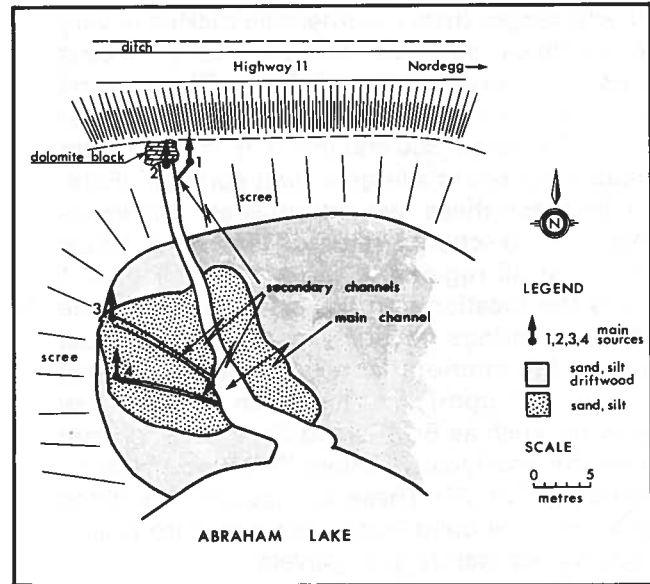 ditch
Highway 11
Nordegg
dolomite block
2
1
scree
secondary channels
main channel
3
scree
4
N
LEGEND
1,2,3,4 main
sources
sand, silt
driftwood
sand, silt
SCALE
0 5
metres
ABRAHAM LAKE